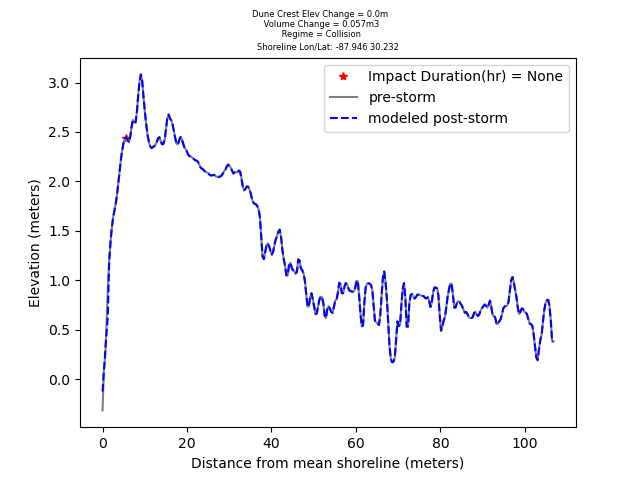 Dune Crest Elev Change = 0.0m
Volume Change = 0.057m3
Regime = Collision
Shoreline Lon/Lat: -87.946 30.232
Impact Duration(hr) = None
pre-storm
modeled post-storm
Elevation (meters)
3.0
2.5
2.0
1.5
1.0
0.5
0.0
0 20 40 60 80 100
Distance from mean shoreline (meters)